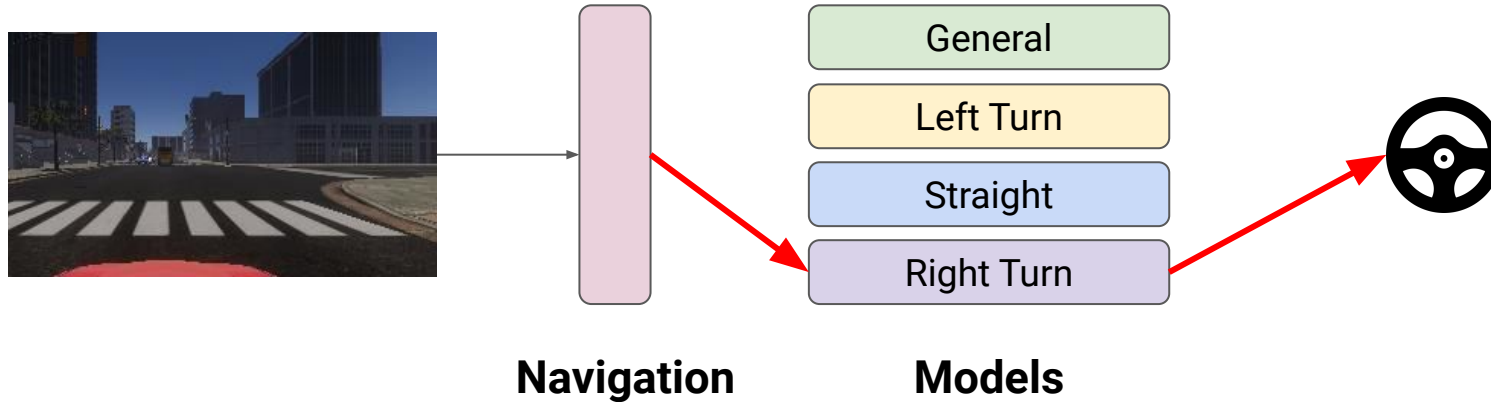 General
Left Turn
Straight
Right Turn
Navigation
Models